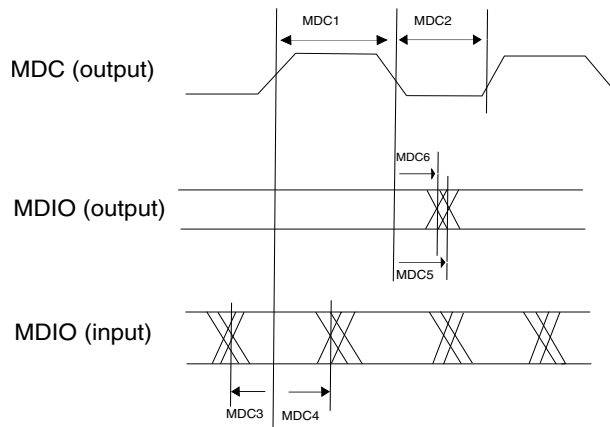 MDC1
MDC2
MDC (output)
MDC6
MDIO (output)
MDC5
MDIO (input)
MDC3
MDC4